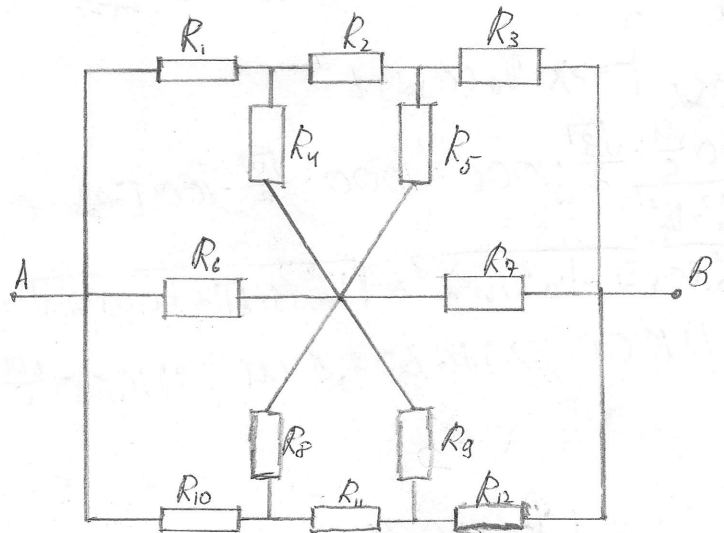 R₁ R₂ R₃
R₄ R₅
A R₆ R₇ B
R₈ R₉
R₁₀ R₁₁ R₁₂